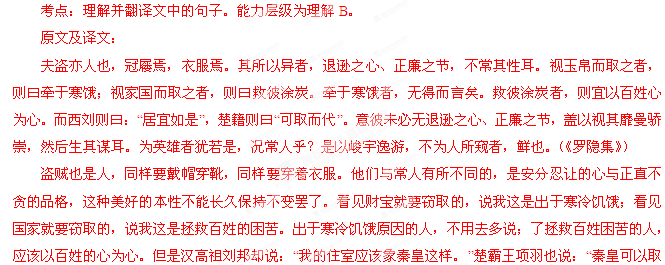 考点：理解并翻译文中的句子。能力层级为理解 B。
原文及译文：
夫盗亦人也，冠屦焉，衣服焉。其所以异者，退逊之心、正廉之节，不常其性耳。视玉帛而取之者，
则曰牵于寒饿；视家国而取之者，则曰救彼涂炭。牵于寒饿者，无得而言矣。救彼涂炭者，则宜以百姓心
为心。而西刘则曰：“居宜如是”，楚籍则曰“可取而代”。意彼未必无退逊之心、正廉之节，盖以视其靡曼骄
崇，然后生其谋耳。为英雄者犹若是，况常人乎？是以峻宇逸游，不为人所窥者，鲜也。（《罗隐集》）
盗贼也是人，同样要戴帽穿靴，同样要穿着衣服。他们与常人有所不同的，是安分忍让的心与正直不
贪的品格，这种美好的本性不能长久保持不变罢了。看见财宝就要窃取的，说我这是出于寒冷饥饿；看见
国家就要窃取的，说我这是拯救百姓的困苦。出于寒冷饥饿原因的人，不用去多说；了拯救百姓困苦的人，
应该以百姓的心为心。但是汉高祖刘邦却说：“我的住室应该象秦皇这样。”楚霸王项羽也说：“秦皇可以取